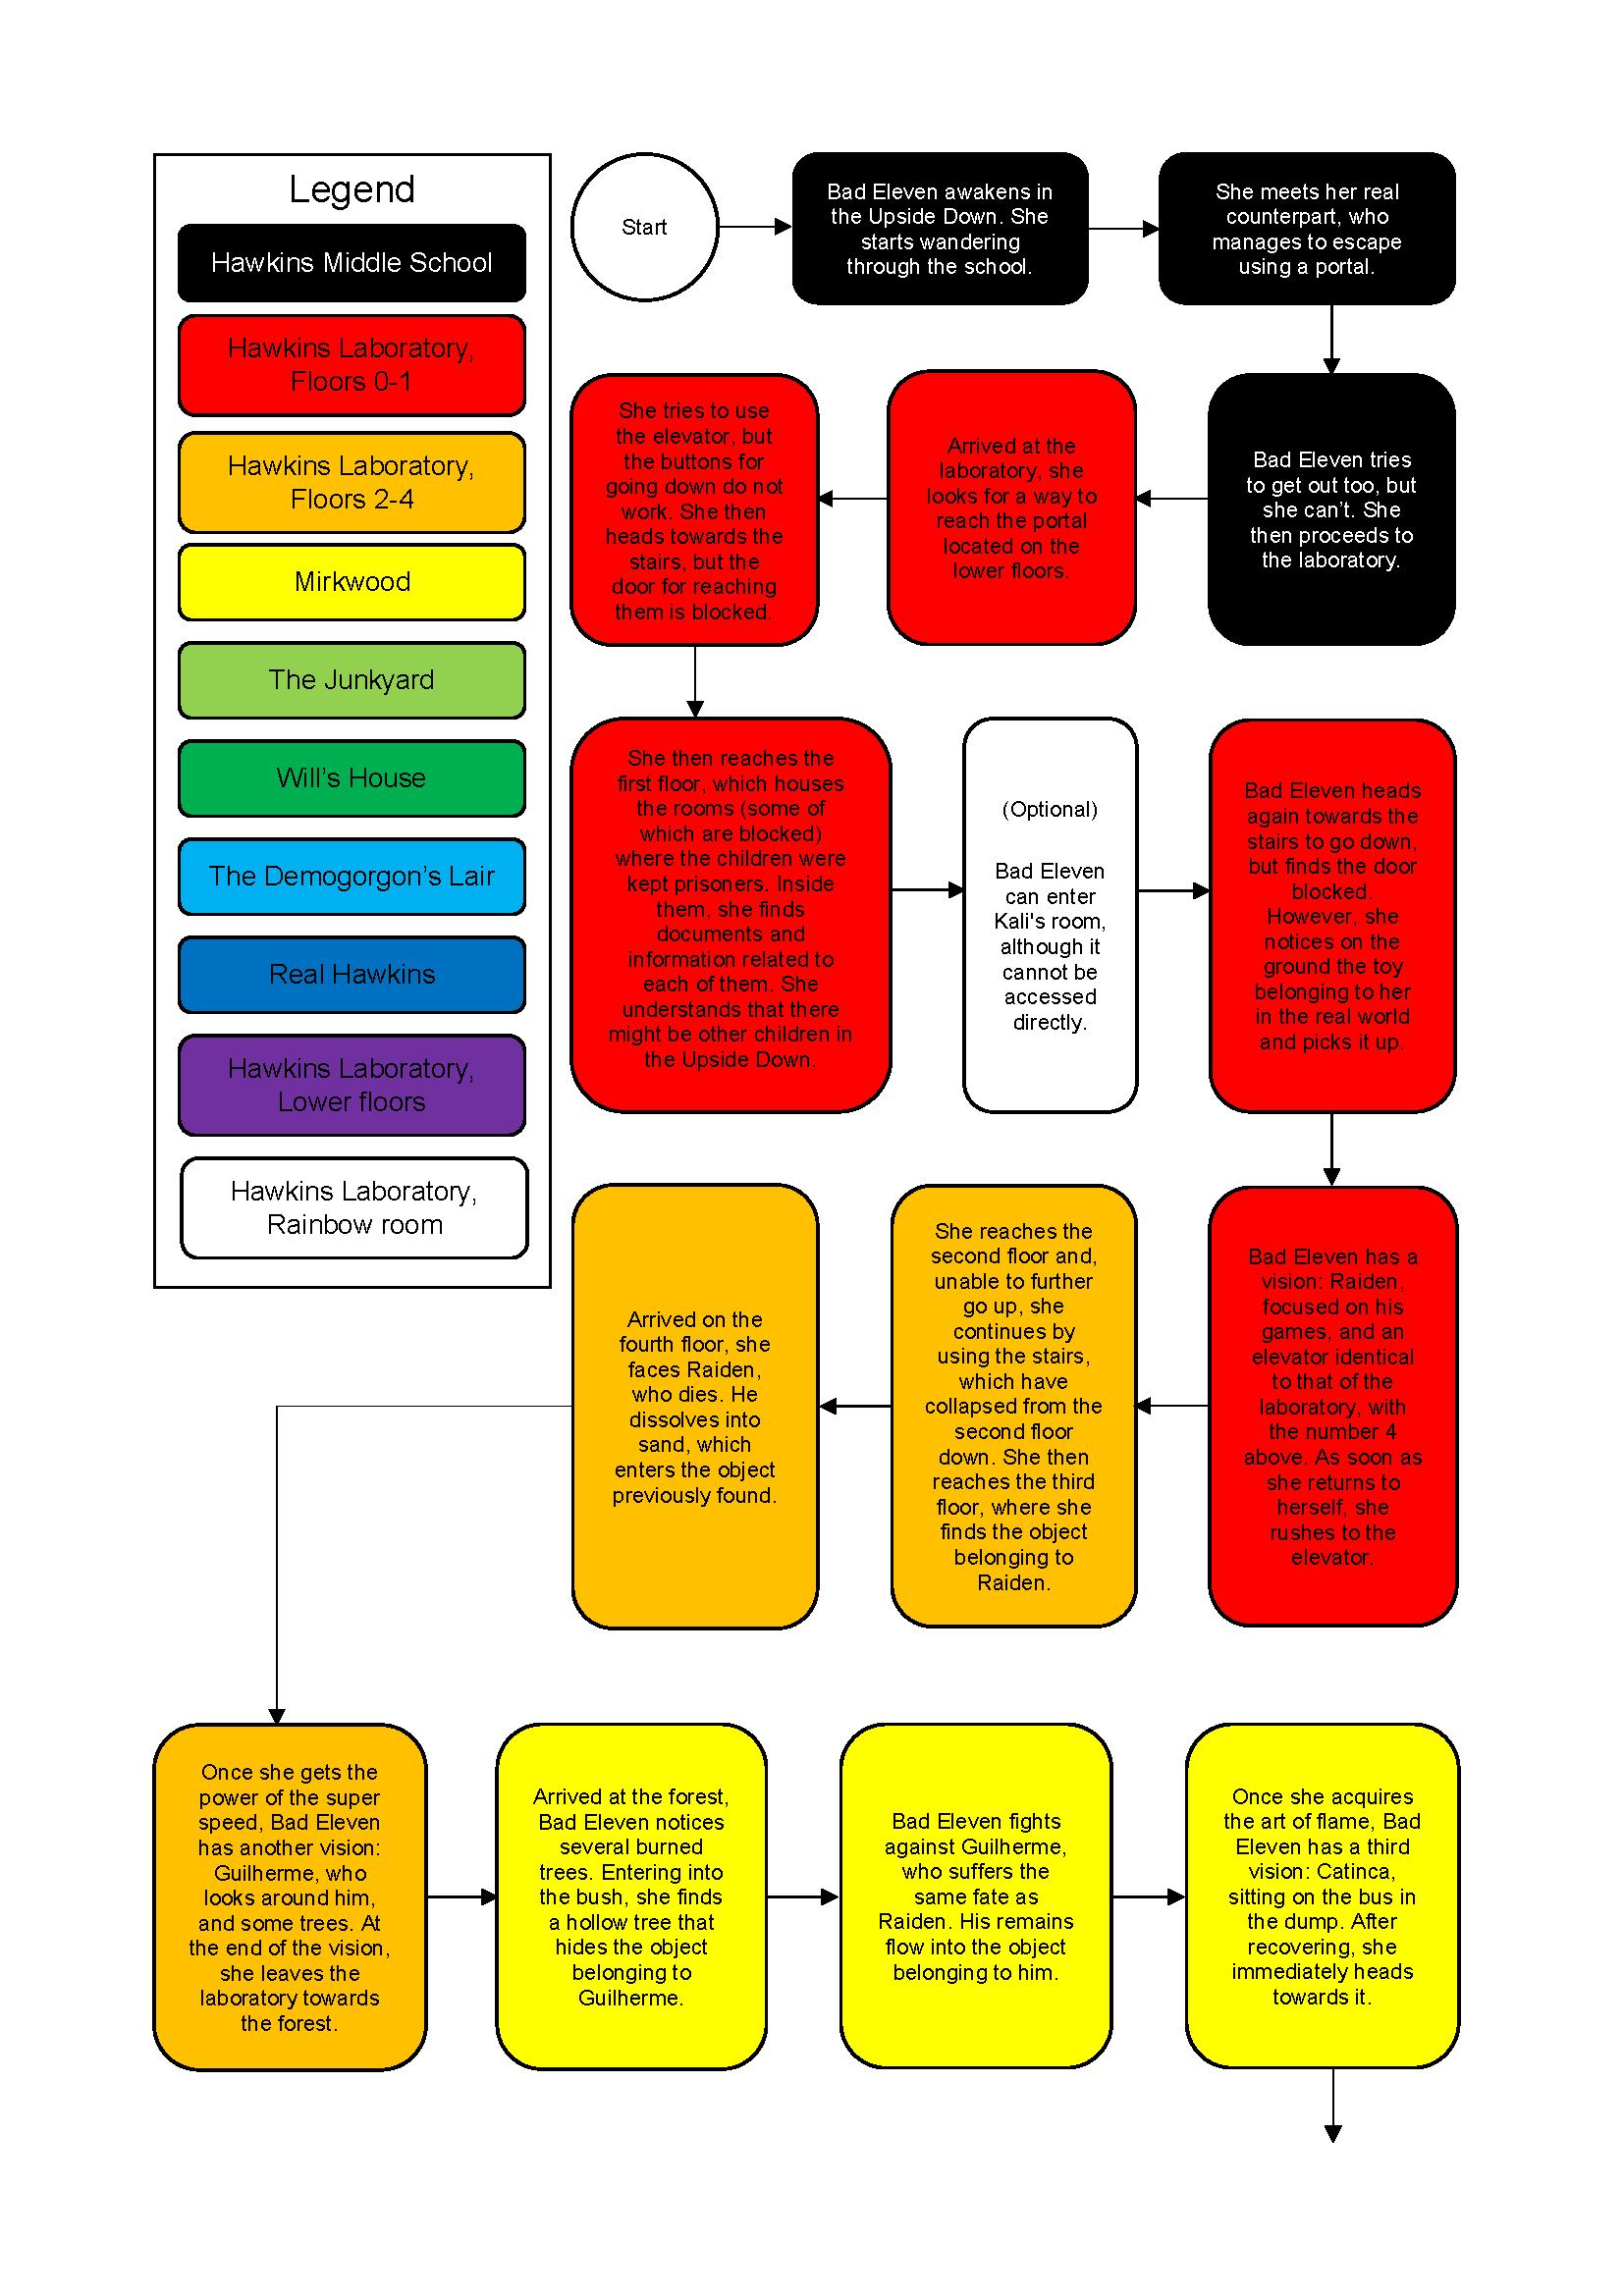 Legend
Hawkins Middle School
Hawkins Laboratory,
Floors 0-1
Hawkins Laboratory,
Floors 2-4
Mirkwood
The Junkyard
Will’s House
The Demogorgon’s Lair
Real Hawkins
Hawkins Laboratory,
Lower floors
Hawkins Laboratory,
Rainbow room
Start
Bad Eleven awakens in
the Upside Down. She
starts wandering
through the school.
She meets her real
counterpart, who
manages to escape
using a portal.
Bad Eleven tries
to get out too, but
she can’t. She
then proceeds to
the laboratory.
Arrived at the
laboratory, she
looks for a way to
reach the portal
located on the
lower floors.
She tries to use
the elevator, but
the buttons for
going down do not
work. She then
heads towards the
stairs, but the
door for reaching
them is blocked.
She then reaches the
first floor, which houses
the rooms (some of
which are blocked)
where the children were
kept prisoners. Inside
them, she finds
documents and
information related to
each of them. She
understands that there
might be other children in
the Upside Down.
(Optional)
Bad Eleven
can enter
Kali's room,
although it
cannot be
accessed
directly.
Bad Eleven heads
again towards the
stairs to go down,
but finds the door
blocked.
However, she
notices on the
ground the toy
belonging to her
in the real world
and picks it up.
Bad Eleven has a
vision: Raiden,
focused on his
games, and an
elevator identical
to that of the
laboratory, with
the number 4
above. As soon as
she returns to
herself, she
rushes to the
elevator.
She reaches the
second floor and,
unable to further
go up, she
continues by
using the stairs,
which have
collapsed from the
second floor
down. She then
reaches the third
floor, where she
finds the object
belonging to
Raiden.
Arrived on the
fourth floor, she
faces Raiden,
who dies. He
dissolves into
sand, which
enters the object
previously found.
Once she gets the
power of the super
speed, Bad Eleven
has another vision:
Guilherme, who
looks around him,
and some trees. At
the end of the vision,
she leaves the
laboratory towards
the forest.
Arrived at the forest,
Bad Eleven notices
several burned
trees. Entering into
the bush, she finds
a hollow tree that
hides the object
belonging to
Guilherme.
Bad Eleven fights
against Guilherme,
who suffers the
same fate as
Raiden. His remains
flow into the object
belonging to him.
Once she acquires
the art of flame, Bad
Eleven has a third
vision: Catinca,
sitting on the bus in
the dump. After
recovering, she
immediately heads
towards it.